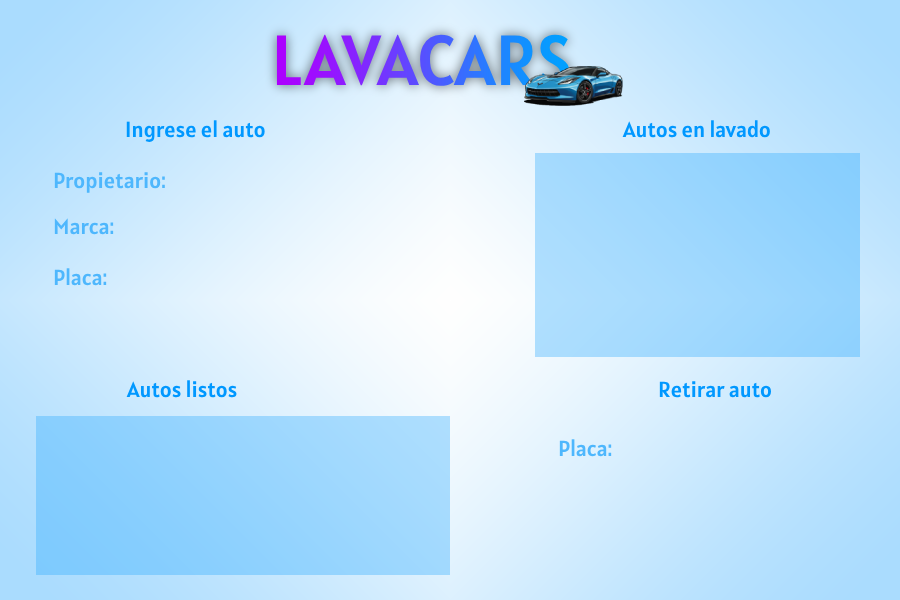 LAVACARS
Ingrese el auto
Propietario:
Marca:
Placa:
Autos en lavado
Autos listos
Retirar auto
Placa: